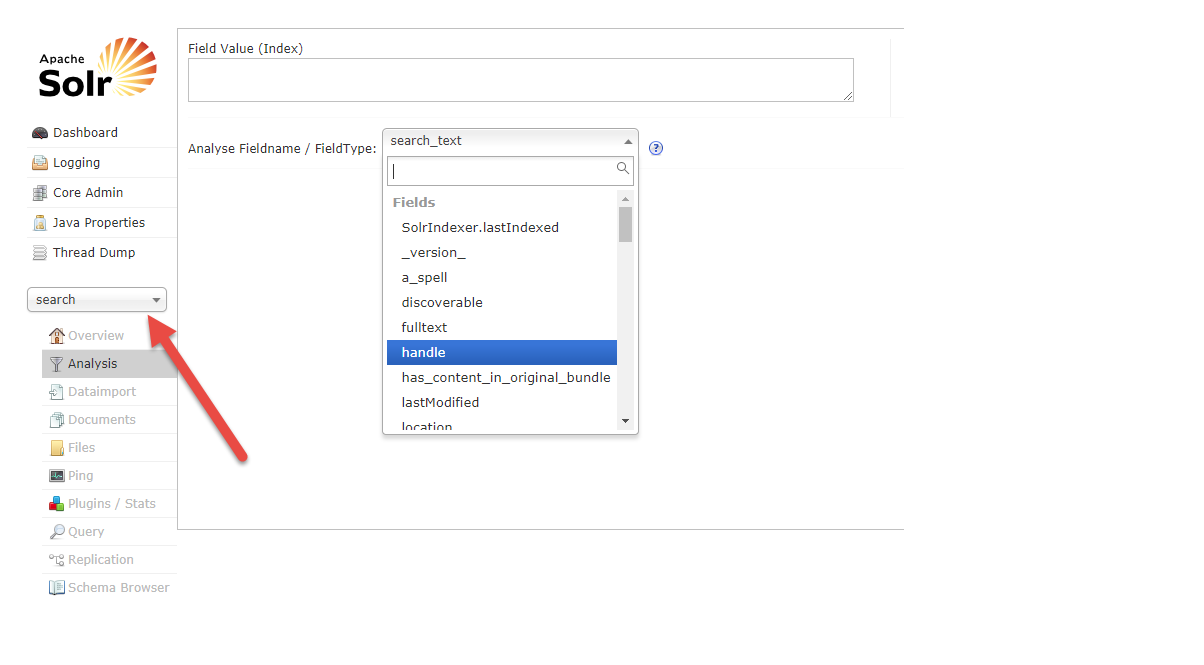 Apache
Solr
Dashboard
Logging
Core Admin
Java Properties
Thread Dump
search
Overview
Analysis
Dataimport
Documents
Files
Ping
Plugins / Stats
Query
Replication
Schema Browser
Field Value (Index)
Analyse Fieldname / FieldType:
search_text
?
Fields
SolrIndexer.lastIndexed
_version_
a_spell
discoverable
fulltext
handle
has_content_in_original_bundle
lastModified
location